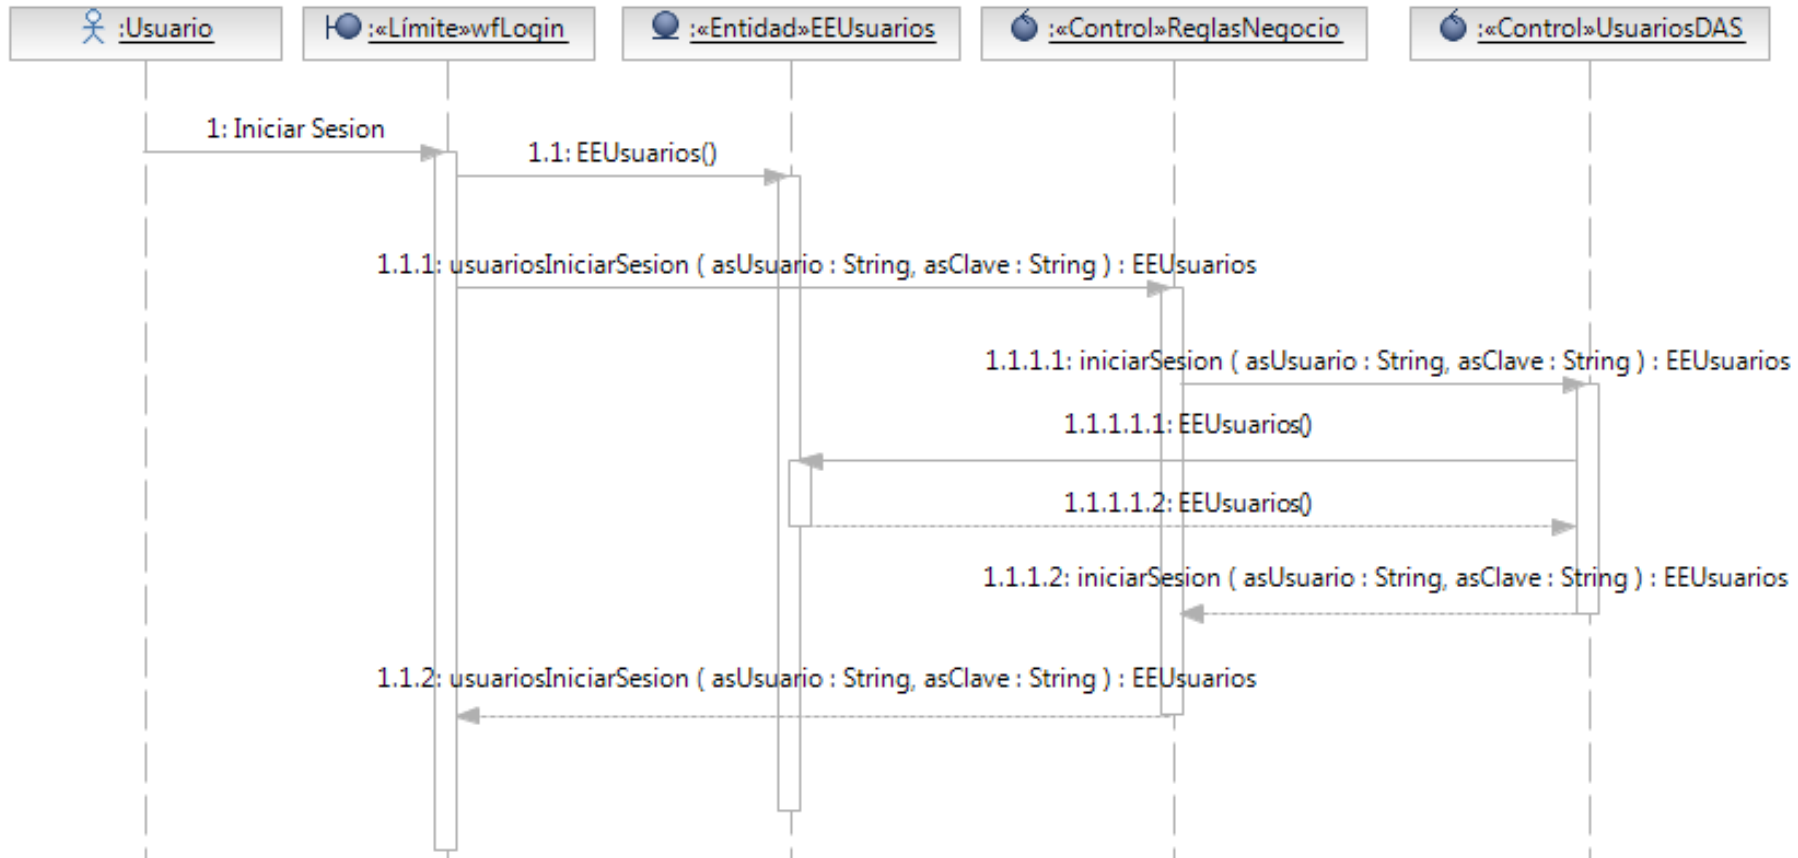 :Usuario
:«Límite»wfLogin
:«Entidad»EEUsuarios
:«Control»ReglasNegocio
:«Control»UsuariosDAS
1: Iniciar Sesion
1.1: EEUsuarios()
1.1.1: usuariosIniciarSesion ( asUsuario : String, asClave : String ) : EEUsuarios
1.1.1.1: iniciarSesion ( asUsuario : String, asClave : String ) : EEUsuarios
1.1.1.1.1: EEUsuarios()
1.1.1.1.2: EEUsuarios()
1.1.1.2: iniciarSesion ( asUsuario : String, asClave : String ) : EEUsuarios
1.1.2: usuariosIniciarSesion ( asUsuario : String, asClave : String ) : EEUsuarios